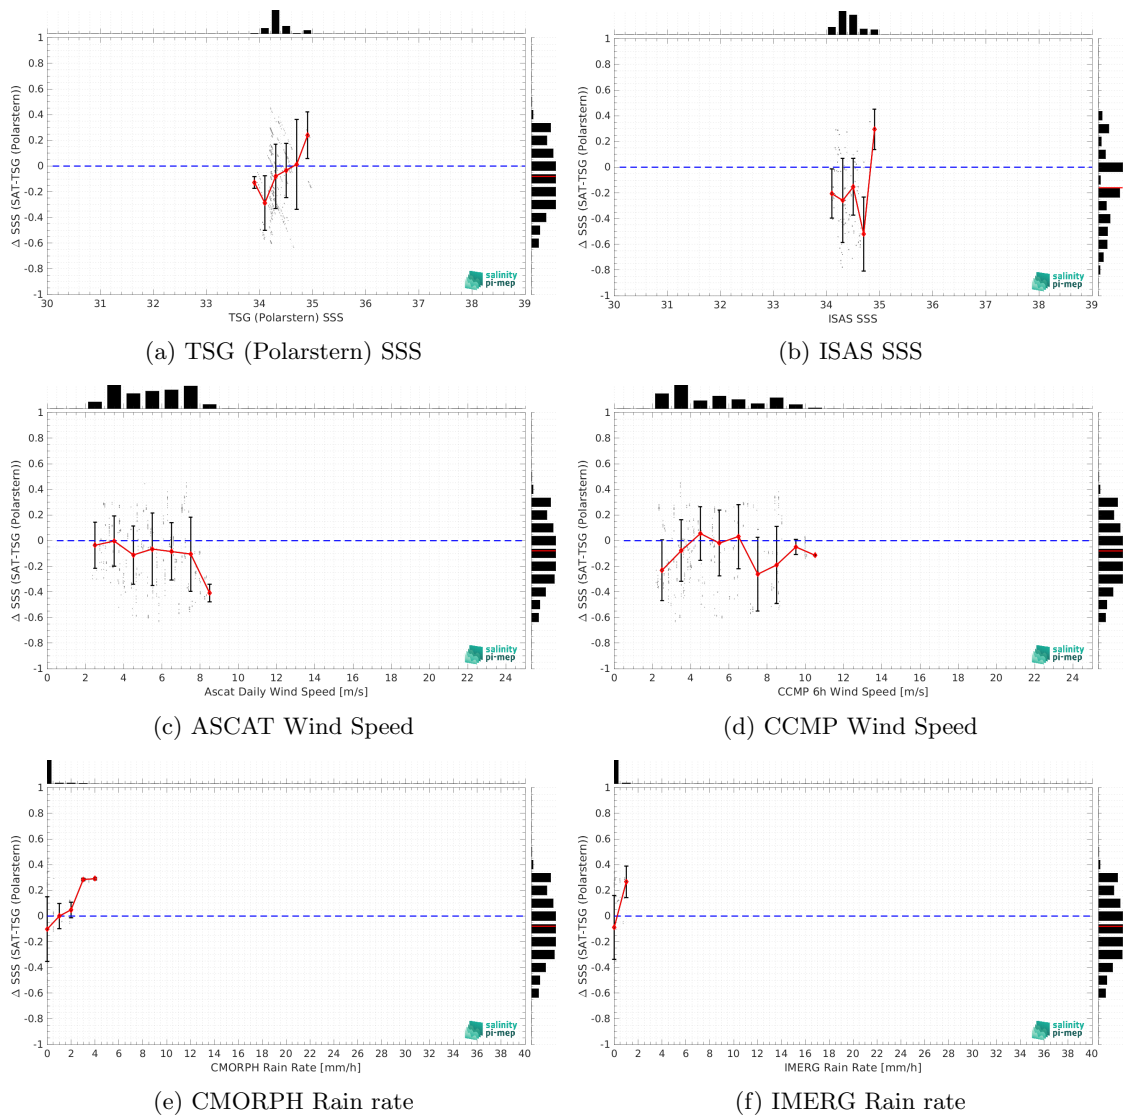 1
0.8
0.6
0.4
0.2
0
-0.2
-0.4
-0.6
-0.8
-1
Δ SSS (SAT-TSG (Polarstern))
salinity
pi-mep
30 31 32 33 34 35 36 37 38 39
TSG (Polarstern) SSS
(a) TSG (Polarstern) SSS
1
0.8
0.6
0.4
0.2
0
-0.2
-0.4
-0.6
-0.8
-1
Δ SSS (SAT-TSG (Polarstern))
salinity
pi-mep
30 31 32 33 34 35 36 37 38 39
ISAS SSS
(b) ISAS SSS
1
0.8
0.6
0.4
0.2
0
-0.2
-0.4
-0.6
-0.8
-1
Δ SSS (SAT-TSG (Polarstern))
salinity
pi-mep
0 2 4 6 8 10 12 14 16 18 20 22 24
Ascat Daily Wind Speed [m/s]
(c) ASCAT Wind Speed
1
0.8
0.6
0.4
0.2
0
-0.2
-0.4
-0.6
-0.8
-1
Δ SSS (SAT-TSG (Polarstern))
salinity
pi-mep
0 2 4 6 8 10 12 14 16 18 20 22 24
CCMP 6h Wind Speed [m/s]
(d) CCMP Wind Speed
1
0.8
0.6
0.4
0.2
0
-0.2
-0.4
-0.6
-0.8
-1
Δ SSS (SAT-TSG (Polarstern))
salinity
pi-mep
0 2 4 6 8 10 12 14 16 18 20 22 24 26 28 30 32 34 36 38 40
CMORPH Rain Rate [mm/h]
(e) CMORPH Rain rate
1
0.8
0.6
0.4
0.2
0
-0.2
-0.4
-0.6
-0.8
-1
Δ SSS (SAT-TSG (Polarstern))
salinity
pi-mep
0 2 4 6 8 10 12 14 16 18 20 22 24 26 28 30 32 34 36 38 40
IMERG Rain Rate [mm/h]
(f) IMERG Rain rate